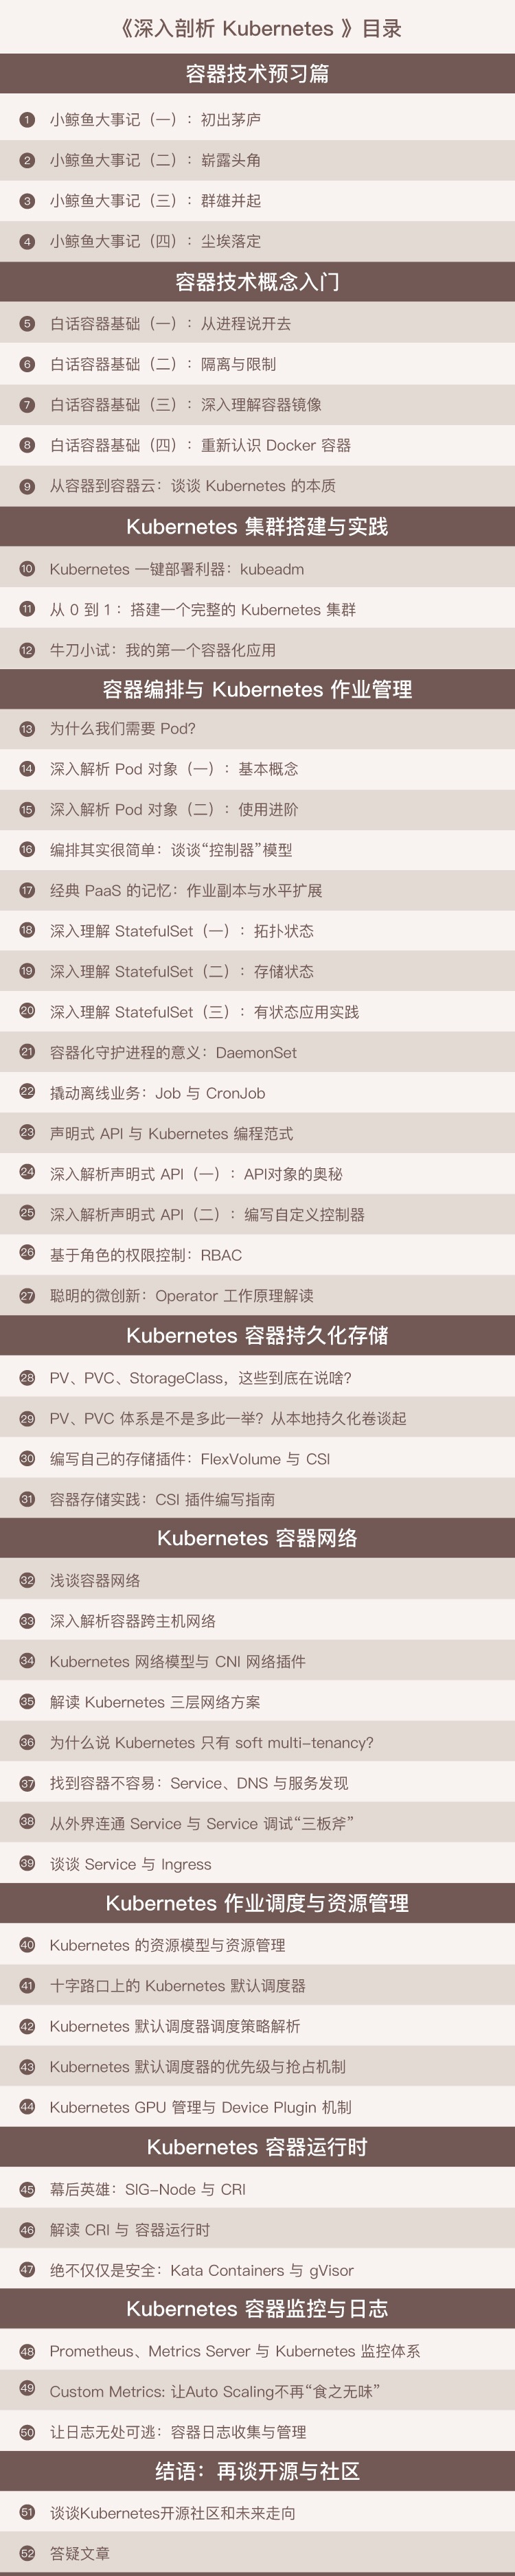 《深入剖析 Kubernetes 》目录
容器技术预习篇
1 小鲸鱼大事记（一）：初出茅庐
2 小鲸鱼大事记（二）：崭露头角
3 小鲸鱼大事记（三）：群雄并起
4 小鲸鱼大事记（四）：尘埃落定
容器技术概念入门
5 白话容器基础（一）：从进程说开去
6 白话容器基础（二）：隔离与限制
7 白话容器基础（三）：深入理解容器镜像
8 白话容器基础（四）：重新认识 Docker 容器
9 从容器到容器云：谈谈 Kubernetes 的本质
Kubernetes 集群搭建与实践
10 Kubernetes 一键部署利器：kubeadm
11 从 0 到 1：搭建一个完整的 Kubernetes 集群
12 牛刀小试：我的第一个容器化应用
容器编排与 Kubernetes 作业管理
13 为什么我们需要 Pod？
14 深入解析 Pod 对象（一）：基本概念
15 深入解析 Pod 对象（二）：使用进阶
16 编排其实很简单：谈谈“控制器”模型
17 经典 PaaS 的记忆：作业副本与水平扩展
18 深入理解 StatefulSet（一）：拓扑状态
19 深入理解 StatefulSet（二）：存储状态
20 深入理解 StatefulSet（三）：有状态应用实践
21 容器化守护进程的意义：DaemonSet
22 撬动离线业务：Job 与 CronJob
23 声明式 API 与 Kubernetes 编程范式
24 深入解析声明式 API（一）：API对象的奥秘
25 深入解析声明式 API（二）：编写自定义控制器
26 基于角色的权限控制：RBAC
27 聪明的微创新：Operator 工作原理解读
Kubernetes 容器持久化存储
28 PV、PVC、StorageClass，这些到底在说啥？
29 PV、PVC 体系是不是多此一举？从本地持久化卷谈起
30 编写自己的存储插件：FlexVolume 与 CSI
31 容器存储实践：CSI 插件编写指南
Kubernetes 容器网络
32 浅谈容器网络
33 深入解析容器跨主机网络
34 Kubernetes 网络模型与 CNI 网络插件
35 解读 Kubernetes 三层网络方案
36 为什么说 Kubernetes 只有 soft multi-tenancy？
37 找到容器不容易：Service、DNS 与服务发现
38 从外界连通 Service 与 Service 调试“三板斧”
39 谈谈 Service 与 Ingress
Kubernetes 作业调度与资源管理
40 Kubernetes 的资源模型与资源管理
41 十字路口上的 Kubernetes 默认调度器
42 Kubernetes 默认调度器调度策略解析
43 Kubernetes 默认调度器的优先级与抢占机制
44 Kubernetes GPU 管理与 Device Plugin 机制
Kubernetes 容器运行时
45 幕后英雄：SIG-Node 与 CRI
46 解读 CRI 与 容器运行时
47 绝不仅仅是安全：Kata Containers 与 gVisor
Kubernetes 容器监控与日志
48 Prometheus、Metrics Server 与 Kubernetes 监控体系
49 Custom Metrics: 让Auto Scaling不再“食之无味”
50 让日志无处可逃：容器日志收集与管理
结语：再谈开源与社区
51 谈谈Kubernetes开源社区和未来走向
52 答疑文章